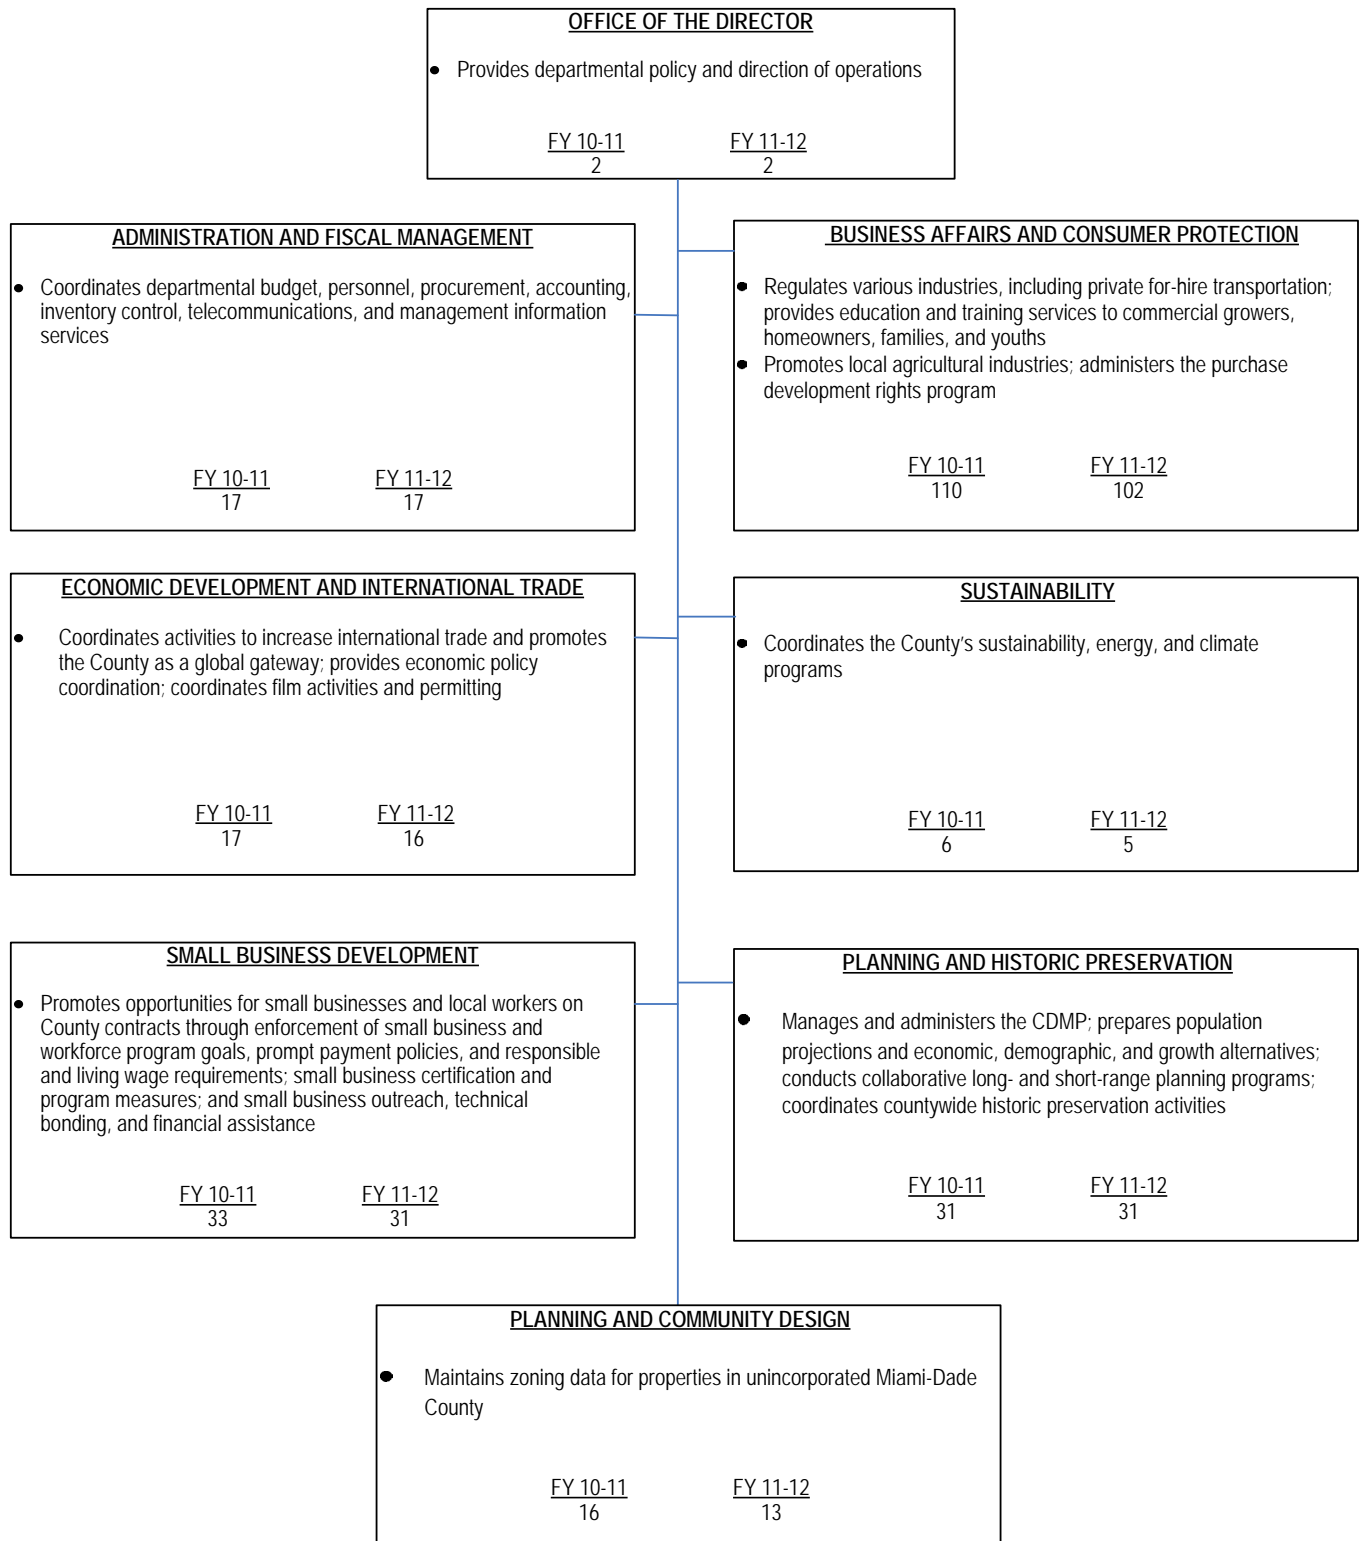 OFFICE OF THE DIRECTOR
• Provides departmental policy and direction of operations
FY 10-11 FY 11-12
2 2
ADMINISTRATION AND FISCAL MANAGEMENT
• Coordinates departmental budget, personnel, procurement, accounting,
inventory control, telecommunications, and management information
services
FY 10-11 FY 11-12
17 17
BUSINESS AFFAIRS AND CONSUMER PROTECTION
• Regulates various industries, including private for-hire transportation;
provides education and training services to commercial growers,
homeowners, families, and youths
• Promotes local agricultural industries; administers the purchase
development rights program
FY 10-11 FY 11-12
110 102
ECONOMIC DEVELOPMENT AND INTERNATIONAL TRADE
• Coordinates activities to increase international trade and promotes
the County as a global gateway; provides economic policy
coordination; coordinates film activities and permitting
FY 10-11 FY 11-12
17 16
SUSTAINABILITY
• Coordinates the County’s sustainability, energy, and climate
programs
FY 10-11 FY 11-12
6 5
SMALL BUSINESS DEVELOPMENT
• Promotes opportunities for small businesses and local workers on
County contracts through enforcement of small business and
workforce program goals, prompt payment policies, and responsible
and living wage requirements; small business certification and
program measures; and small business outreach, technical
bonding, and financial assistance
FY 10-11 FY 11-12
33 31
PLANNING AND HISTORIC PRESERVATION
• Manages and administers the CDMP; prepares population
projections and economic, demographic, and growth alternatives;
conducts collaborative long- and short-range planning programs;
coordinates countywide historic preservation activities
FY 10-11 FY 11-12
31 31
PLANNING AND COMMUNITY DESIGN
• Maintains zoning data for properties in unincorporated Miami-Dade
County
FY 10-11 FY 11-12
16 13